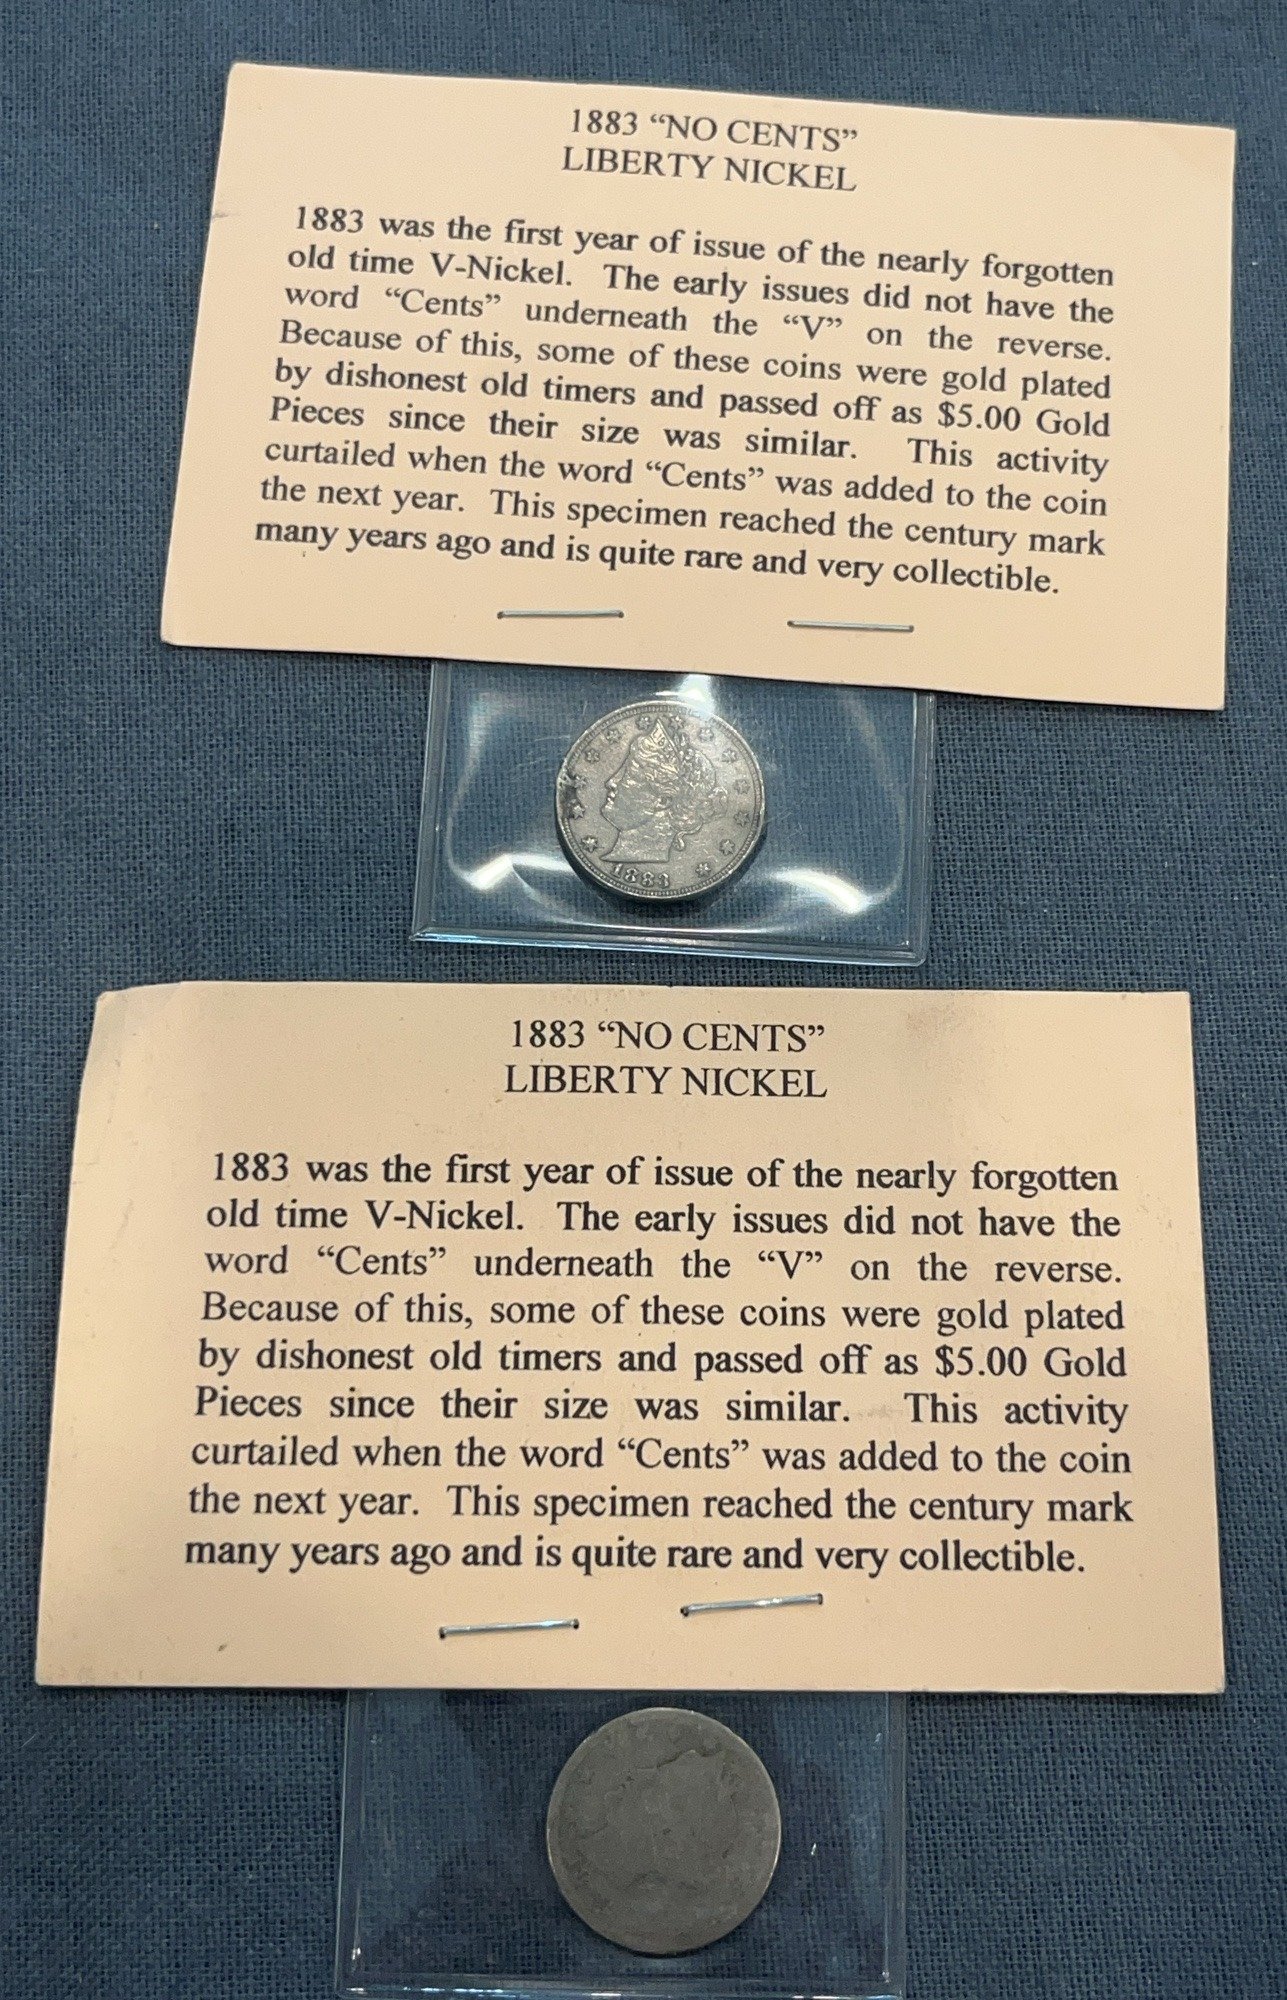 1883 “NO CENTS”
LIBERTY NICKEL
1883 was the first year of issue of the nearly forgotten
old time V-Nickel. The early issues did not have the
word “Cents” underneath the “V” on the reverse.
Because of this, some of these coins were gold plated
by dishonest old timers and passed off as $5.00 Gold
Pieces since their size was similar. This activity
curtailed when the word “Cents” was added to the coin
the next year. This specimen reached the century mark
many years ago and is quite rare and very collectible.
1883
1883 “NO CENTS”
LIBERTY NICKEL
1883 was the first year of issue of the nearly forgotten
old time V-Nickel. The early issues did not have the
word “Cents” underneath the “V” on the reverse.
Because of this, some of these coins were gold plated
by dishonest old timers and passed off as $5.00 Gold
Pieces since their size was similar. This activity
curtailed when the word “Cents” was added to the coin
the next year. This specimen reached the century mark
many years ago and is quite rare and very collectible.